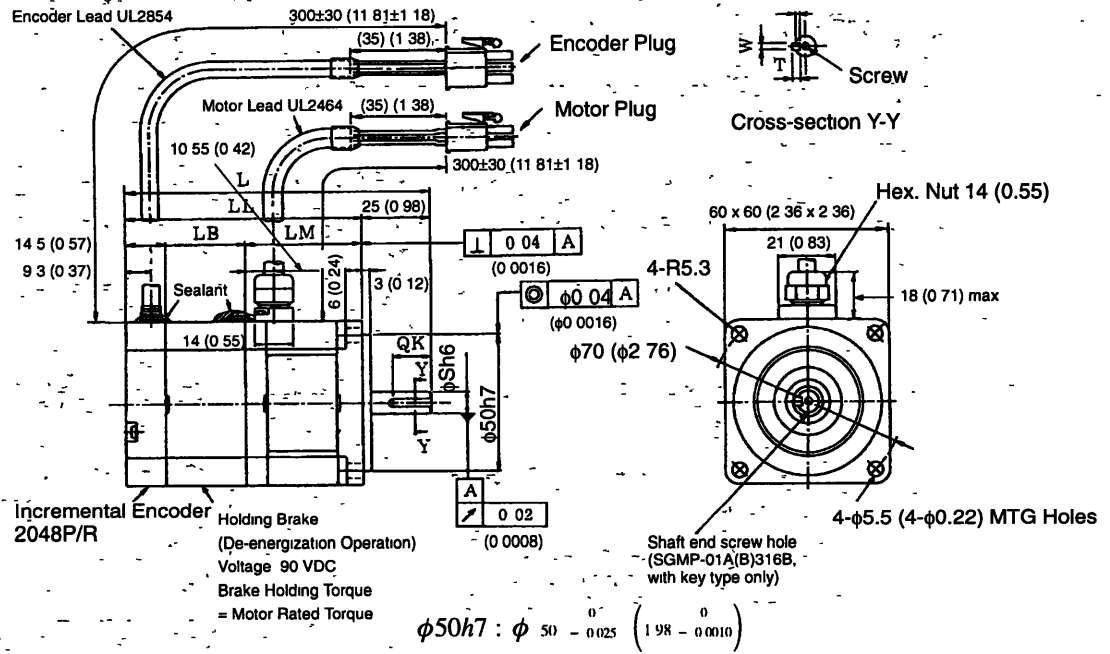 Encoder Lead UL2854
300±30 (11 81±1 18)
(35) (1 38)
Encoder Plug
Motor Lead UL2464
(35) (1 38)
Motor Plug
10 55 (0 42)
300±30 (11 81±1 18)
L
LL
25 (0 98)
LB
LM
14 5 (0 57)
9 3 (0 37)
Sealant
6 (0 24)
3 (0 12)
⊥ 0 04 A
(0 0016)
◎ ϕ0 04 A
(ϕ0 0016)
14 (0 55)
QK
Y
Y
ϕSh6
ϕ50h7
A
↗ 0 02
(0 0008)
Incremental Encoder
2048P/R
Holding Brake
(De-energization Operation)
Voltage 90 VDC
Brake Holding Torque
= Motor Rated Torque
W
T
Screw
Cross-section Y-Y
Hex. Nut 14 (0.55)
60 x 60 (2 36 x 2 36)
21 (0 83)
4-R5.3
18 (0 71) max
ϕ70 (ϕ2 76)
4-ϕ5.5 (4-ϕ0.22) MTG Holes
Shaft end screw hole
(SGMP-01A(B)316B,
with key type only)
ϕ50h7 : ϕ 50 0 - 0 025 (1 98 0 - 0 0010)